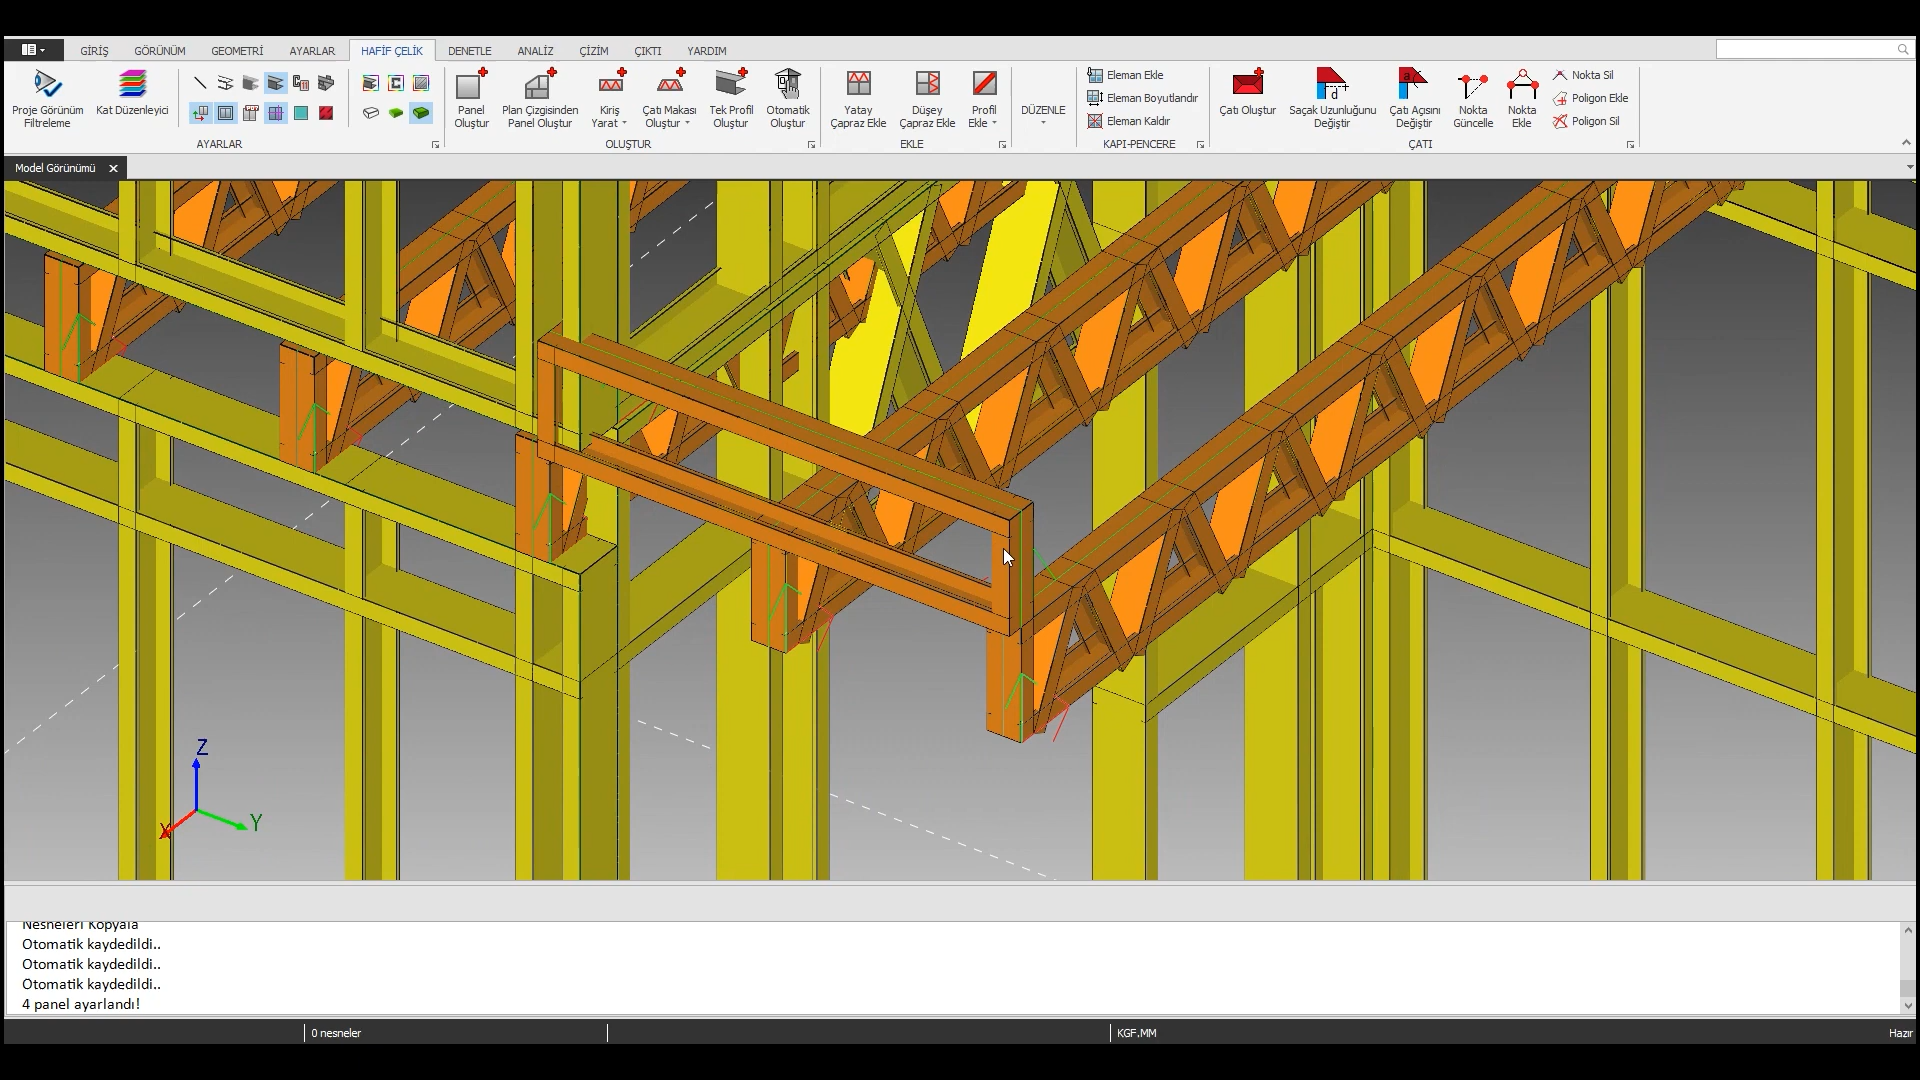 GİRİŞ GÖRÜNÜM GEOMETRİ AYARLAR HAFİF ÇELİK DENETLE ANALİZ ÇİZİM ÇIKTI YARDIM
Proje Görünüm
Filtreleme
Kat Düzenleyici
AYARLAR
Panel
Oluştur
Plan Çizgisinden
Panel Oluştur
Kiriş
Yarat
Çatı Makası
Oluştur
Tek Profil
Oluştur
Otomatik
Oluştur
OLUŞTUR
Yatay
Çapraz Ekle
Düşey
Çapraz Ekle
Profil
Ekle
EKLE
DÜZENLE
Eleman Ekle
Eleman Boyutlandır
Eleman Kaldır
KAPI-PENCERE
Çatı Oluştur
d
Saçak Uzunluğunu
Değiştir
a
Çatı Açısını
Değiştir
Nokta
Güncelle
Nokta
Ekle
Nokta Sil
Poligon Ekle
Poligon Sil
ÇATI
Model Görünümü
Z
X
Y
Nesneleri Kopyala
Otomatik kaydedildi..
Otomatik kaydedildi..
Otomatik kaydedildi..
4 panel ayarlandı!
0 nesneler
KGF.MM
Hazır